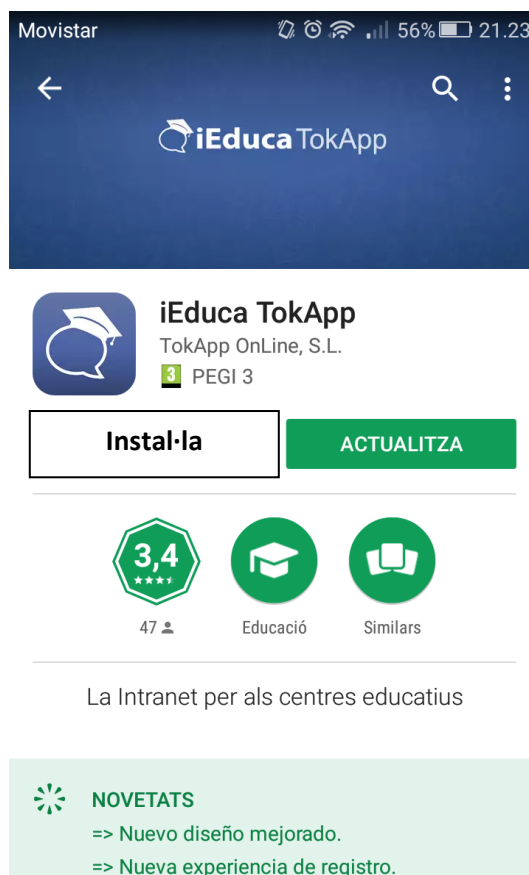 Movistar 56% 21.23
iEduca TokApp
iEduca TokApp
TokApp OnLine, S.L.
3 PEGI 3
Instal·la
ACTUALITZA
3,4
47
Educació
Similars
La Intranet per als centres educatius
NOVETATS
=> Nuevo diseño mejorado.
=> Nueva experiencia de registro.